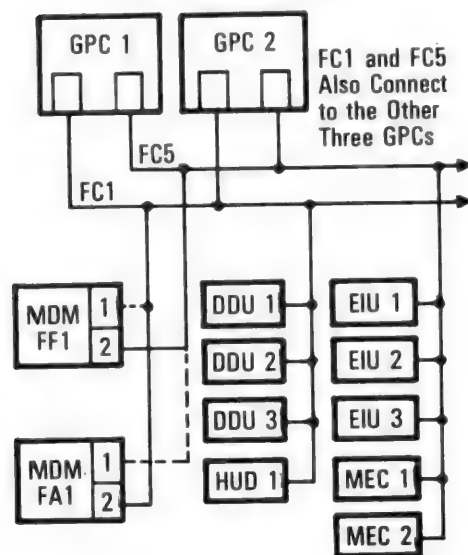 GPC 1
GPC 2
FC1 and FC5
Also Connect
to the Other
Three GPCs
FC5
FC1
MDM
FF1
1
2
DDU 1
EIU 1
DDU 2
EIU 2
DDU 3
EIU 3
MDM
FA1
1
2
HUD 1
MEC 1
MEC 2